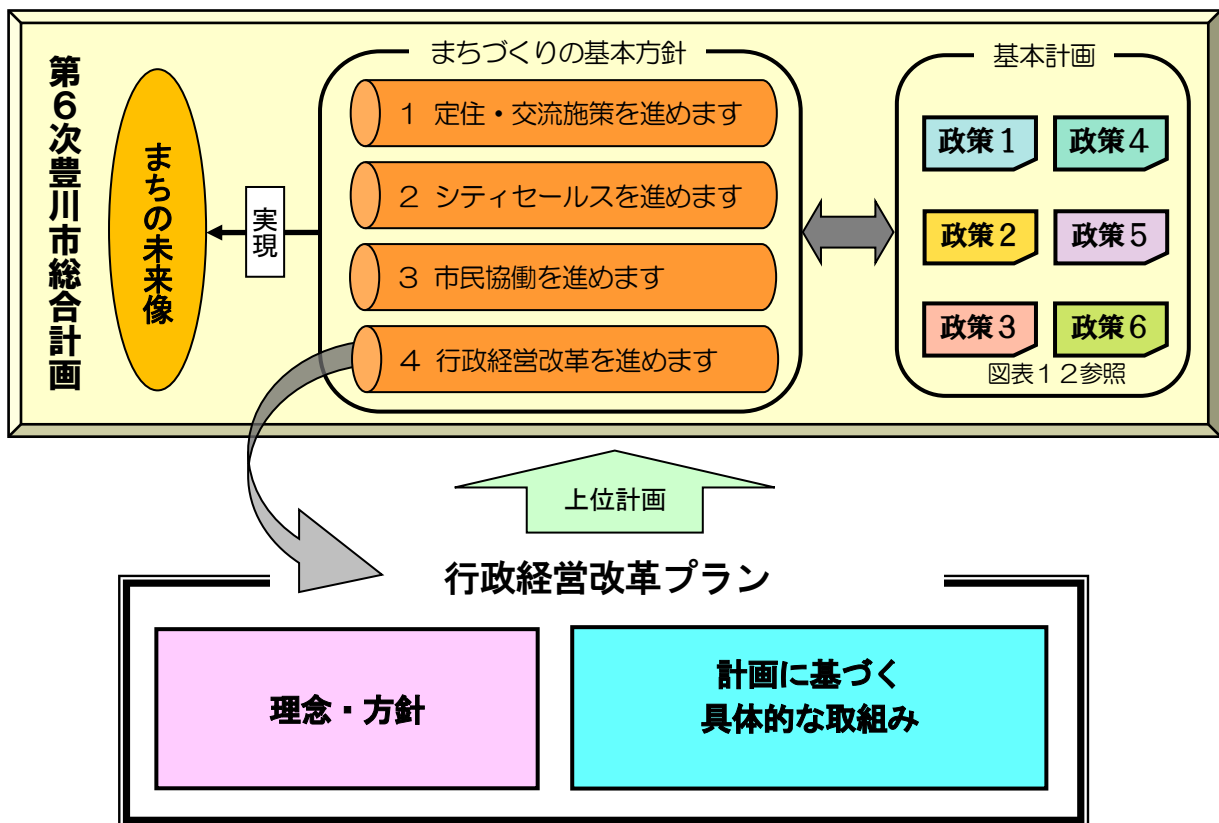 第６次豊川市総合計画
まちの未来像
実現
まちづくりの基本方針
１ 定住・交流施策を進めます
２ シティセールスを進めます
３ 市民協働を進めます
４ 行政経営改革を進めます
基本計画
政策１
政策４
政策２
政策５
政策３
政策６
図表１２参照
上位計画
行政経営改革プラン
理念・方針
計画に基づく
具体的な取組み